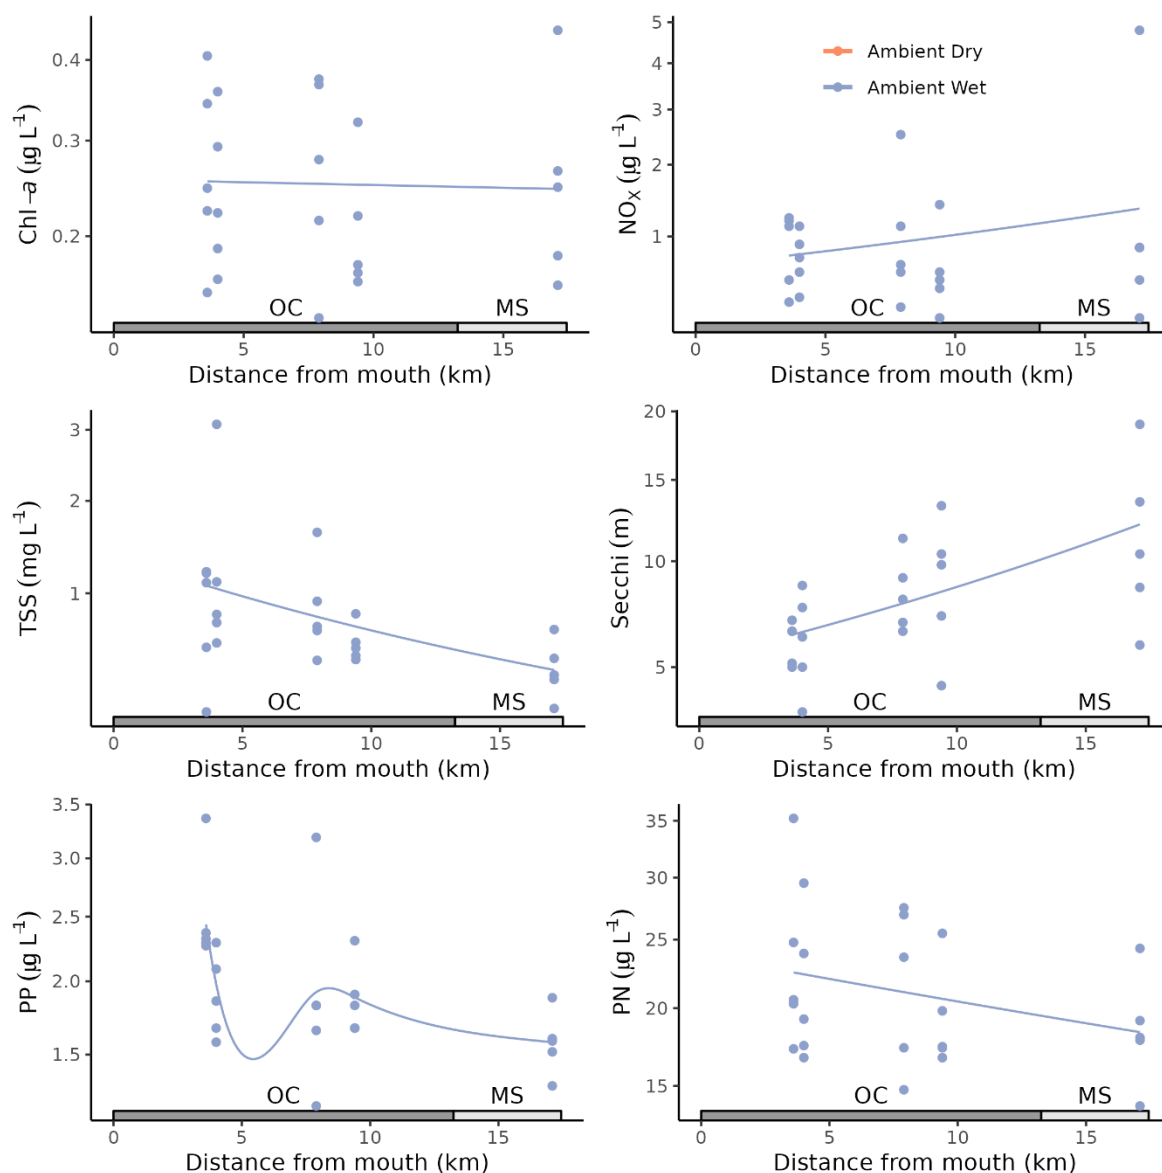 Chl−a (µg L⁻¹)
0.4
0.3
0.2
OC
MS
0
5
10
15
Distance from mouth (km)
NOX (µg L⁻¹)
5
4
3
2
1
Ambient Dry
Ambient Wet
OC
MS
0
5
10
15
Distance from mouth (km)
TSS (mg L⁻¹)
3
2
1
OC
MS
0
5
10
15
Distance from mouth (km)
Secchi (m)
20
15
10
5
OC
MS
0
5
10
15
Distance from mouth (km)
PP (µg L⁻¹)
3.5
3.0
2.5
2.0
1.5
OC
MS
0
5
10
15
Distance from mouth (km)
PN (µg L⁻¹)
35
30
25
20
15
OC
MS
0
5
10
15
Distance from mouth (km)